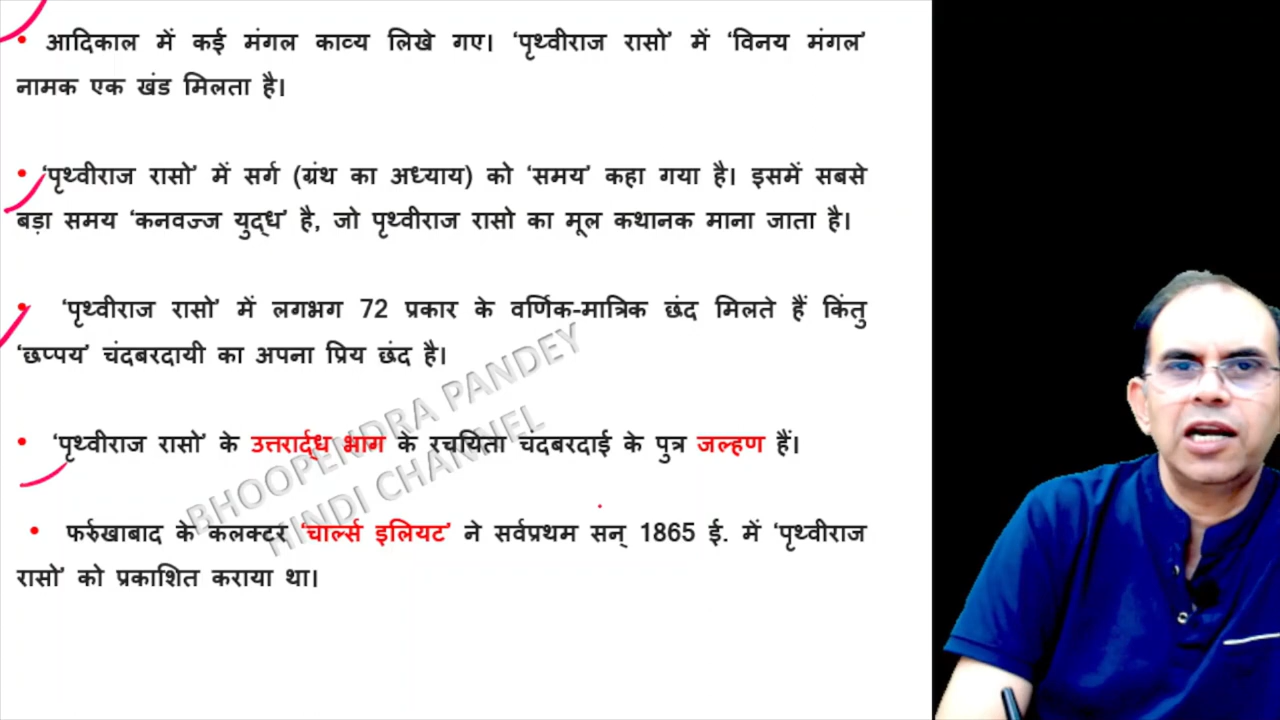 • आदिकाल में कई मंगल काव्य लिखे गए। ‘पृथ्वीराज रासो’ में ‘विनय मंगल’
नामक एक खंड मिलता है।
• ‘पृथ्वीराज रासो’ में सर्ग (ग्रंथ का अध्याय) को ‘समय’ कहा गया है। इसमें सबसे
बड़ा समय ‘कनवज्ज युद्ध’ है, जो पृथ्वीराज रासो का मूल कथानक माना जाता है।
• ‘पृथ्वीराज रासो’ में लगभग 72 प्रकार के वर्णिक-मात्रिक छंद मिलते हैं किंतु
‘छप्पय’ चंदबरदायी का अपना प्रिय छंद है।
• ‘पृथ्वीराज रासो’ के उत्तरार्द्ध भाग के रचयिता चंदबरदाई के पुत्र जल्हण हैं।
• फर्रुखाबाद के कलक्टर ‘चार्ल्स इलियट’ ने सर्वप्रथम सन् 1865 ई. में ‘पृथ्वीराज
रासो’ को प्रकाशित कराया था।
BHOOPENDRA PANDEY
HINDI CHANNEL